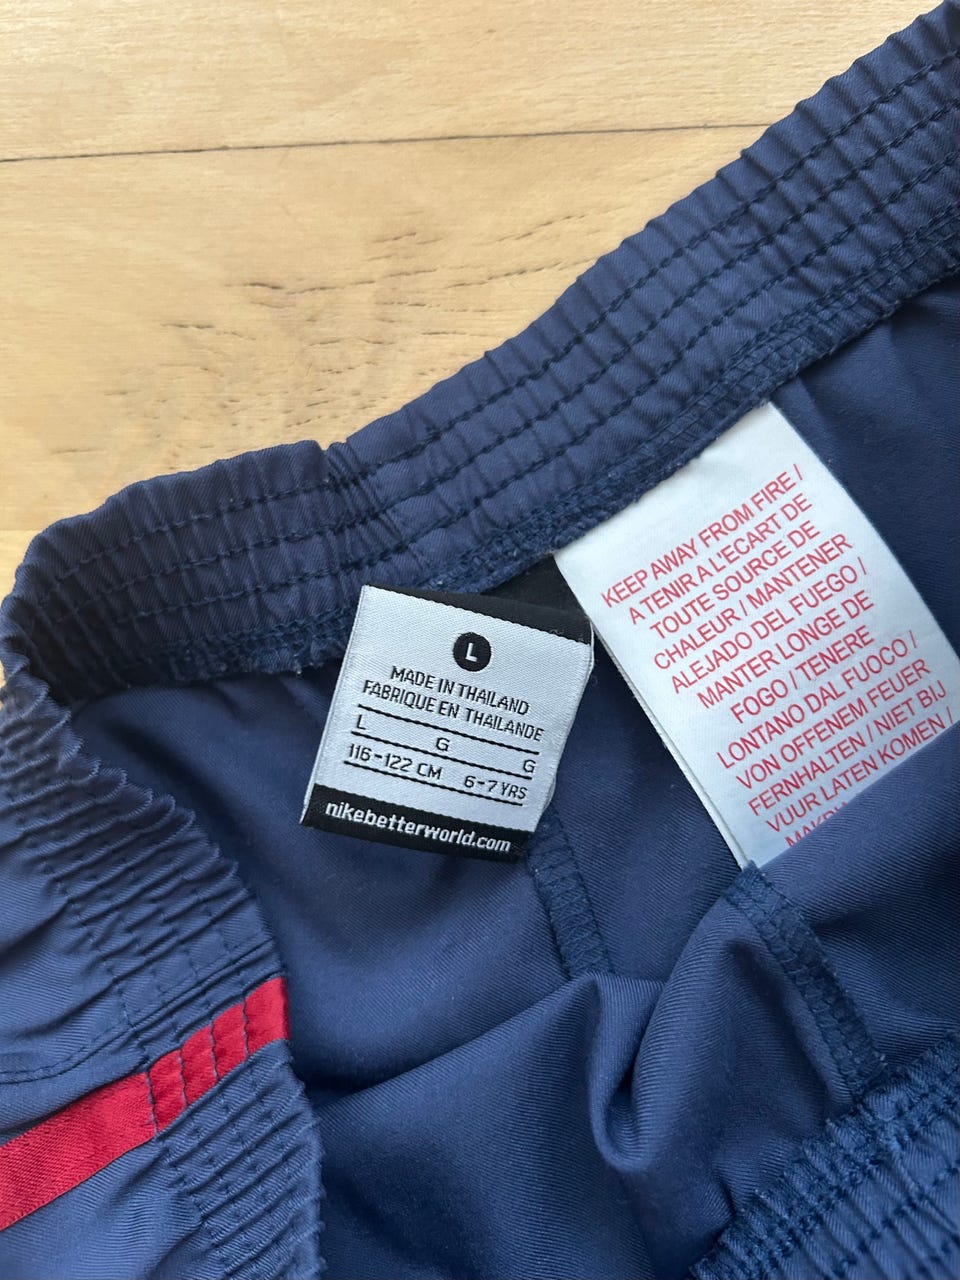 L
MADE IN THAILAND
FABRIQUE EN THAILANDE
L G G
116-122 CM 6-7 YRS
nikebetterworld.com
KEEP AWAY FROM FIRE /
A TENIR A L'ECART DE
TOUTE SOURCE DE
CHALEUR / MANTENER
ALEJADO DEL FUEGO /
MANTER LONGE DE
FOGO / TENERE
LONTANO DAL FUOCO /
VON OFFENEM FEUER
FERNHALTEN / NIET BIJ
VUUR LATEN KOMEN /